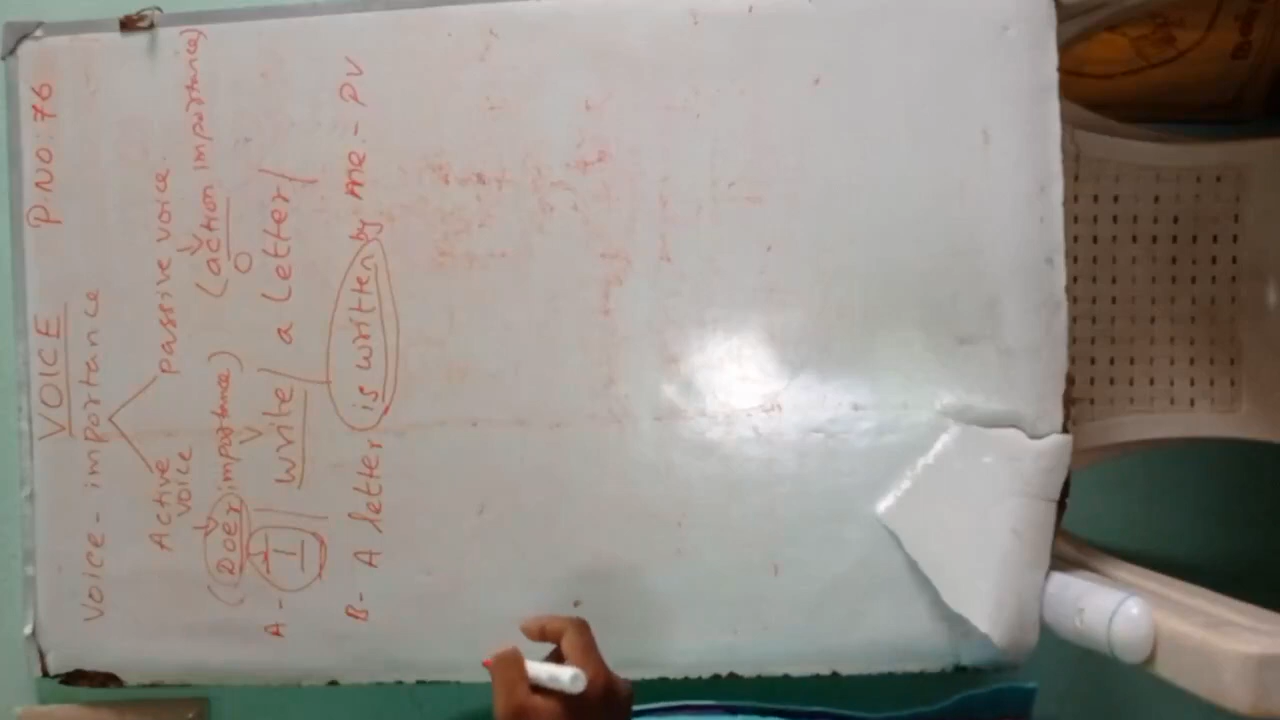 VOICE P.NO: 76
Voice - importance
Active voice passive voice.
(Doer importance) (action importance)
S V O
A - I / write / a letter /
B - A letter is written by me. - PV